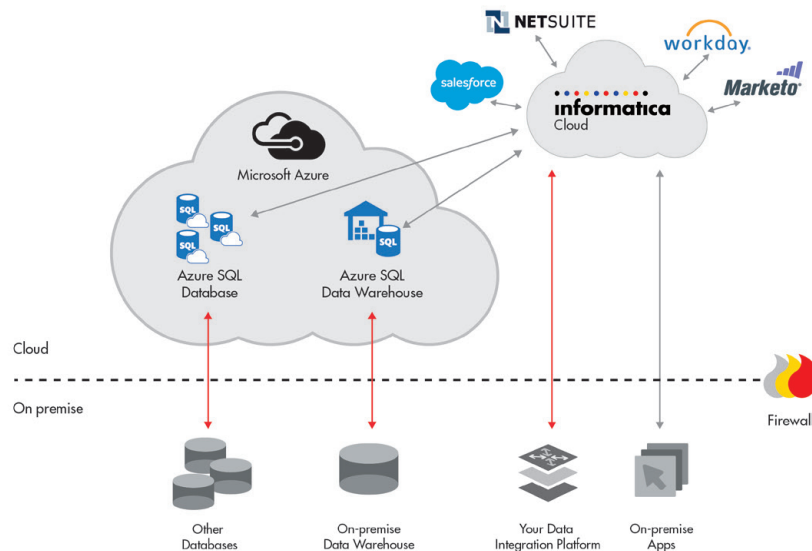 NETSUITE
workday.
salesforce
Marketo
informatica
Cloud
Microsoft Azure
SQL
SQL
SQL
SQL
Azure SQL
Database
Azure SQL
Data Warehouse
Cloud
On premise
Firewall
Other
Databases
On-premise
Data Warehouse
Your Data
Integration Platform
On-premise
Apps